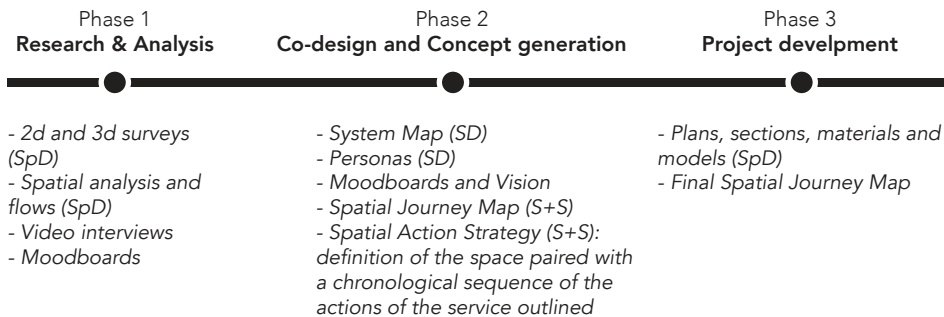 Phase 1
Research & Analysis
- 2d and 3d surveys
(SpD)
- Spatial analysis and
flows (SpD)
- Video interviews
- Moodboards
Phase 2
Co-design and Concept generation
- System Map (SD)
- Personas (SD)
- Moodboards and Vision
- Spatial Journey Map (S+S)
- Spatial Action Strategy (S+S):
definition of the space paired with
a chronological sequence of the
actions of the service outlined
Phase 3
Project develpment
- Plans, sections, materials and
models (SpD)
- Final Spatial Journey Map